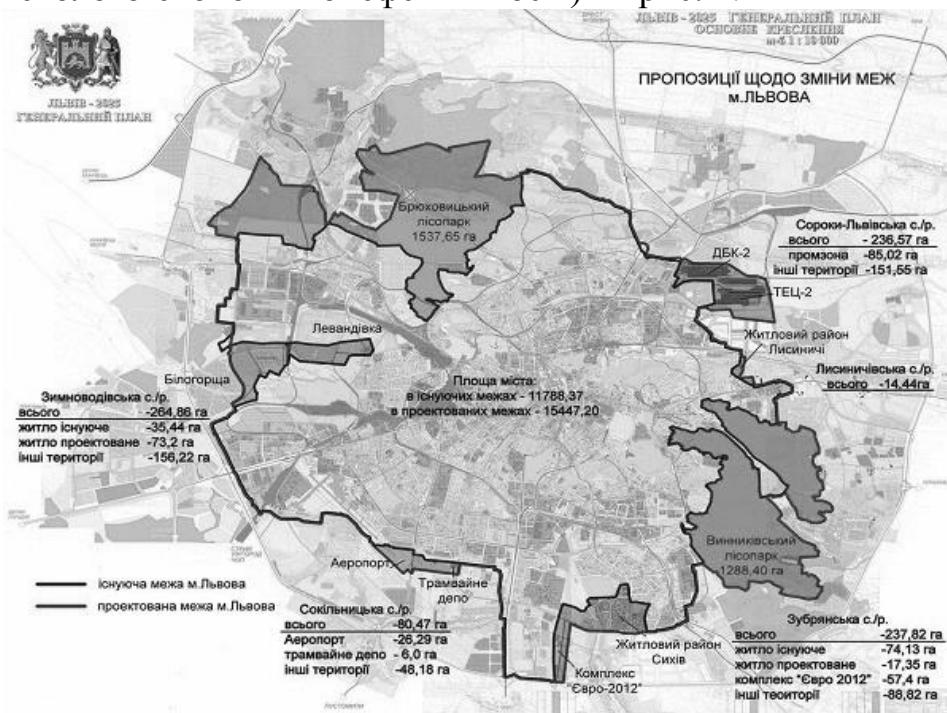 ЛЬВІВ - 2025 ГЕНЕРАЛЬНИЙ ПЛАН
ОСНОВНЕ КРЕСЛЕННЯ
м-б 1 : 10 000
ПРОПОЗИЦІЇ ЩОДО ЗМІНИ МЕЖ
м.ЛЬВОВА
ЛЬВІВ - 2025
ГЕНЕРАЛЬНИЙ ПЛАН
Брюховицький
лісопарк
1537,65 га
Сороки-Львівська с./р.
всього - 236,57 га
промзона -85,02 га
інші території -151,55 га
ДБК-2
ТЕЦ-2
Житловий район
Лисиничі
Лисиничівська с./р.
всього -14,44га
Левандівка
Білогорща
Площа міста:
в існуючих межах - 11788,37
в проектованих межах - 15447,20
Зимноводівська с./р.
всього -264,86 га
житло існуюче -35,44 га
житло проектоване -73,2 га
інші території -156,22 га
Винниківський
лісопарк
1288,40 га
Аеропорт
Трамвайне
депо
існуюча межа м.Львова
проектована межа м.Львова
Сокільницька с./р.
всього -80,47 га
Аеропорт -26,29 га
трамвайне депо - 6,0 га
інші території -48,18 га
Житловий район
Сихів
Комплекс
"Євро-2012"
Зубрянська с./р.
всього -237,82 га
житло існуюче -74,13 га
житло проектоване -17,35 га
комплекс "Євро 2012" -57,4 га
інші теоиторії -88,82 га